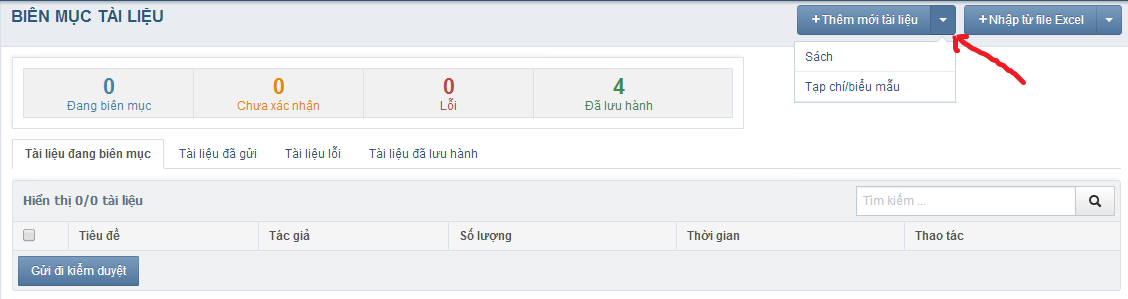 BIÊN MỤC TÀI LIỆU
+Thêm mới tài liệu
+Nhập từ file Excel
Sách
Tạp chí/biểu mẫu
0 0 0 4
Đang biên mục Chưa xác nhận Lỗi Đã lưu hành
Tài liệu đang biên mục Tài liệu đã gửi Tài liệu lỗi Tài liệu đã lưu hành
Hiển thị 0/0 tài liệu
Tìm kiếm ...
Tiêu đề Tác giả Số lượng Thời gian Thao tác
Gửi đi kiểm duyệt